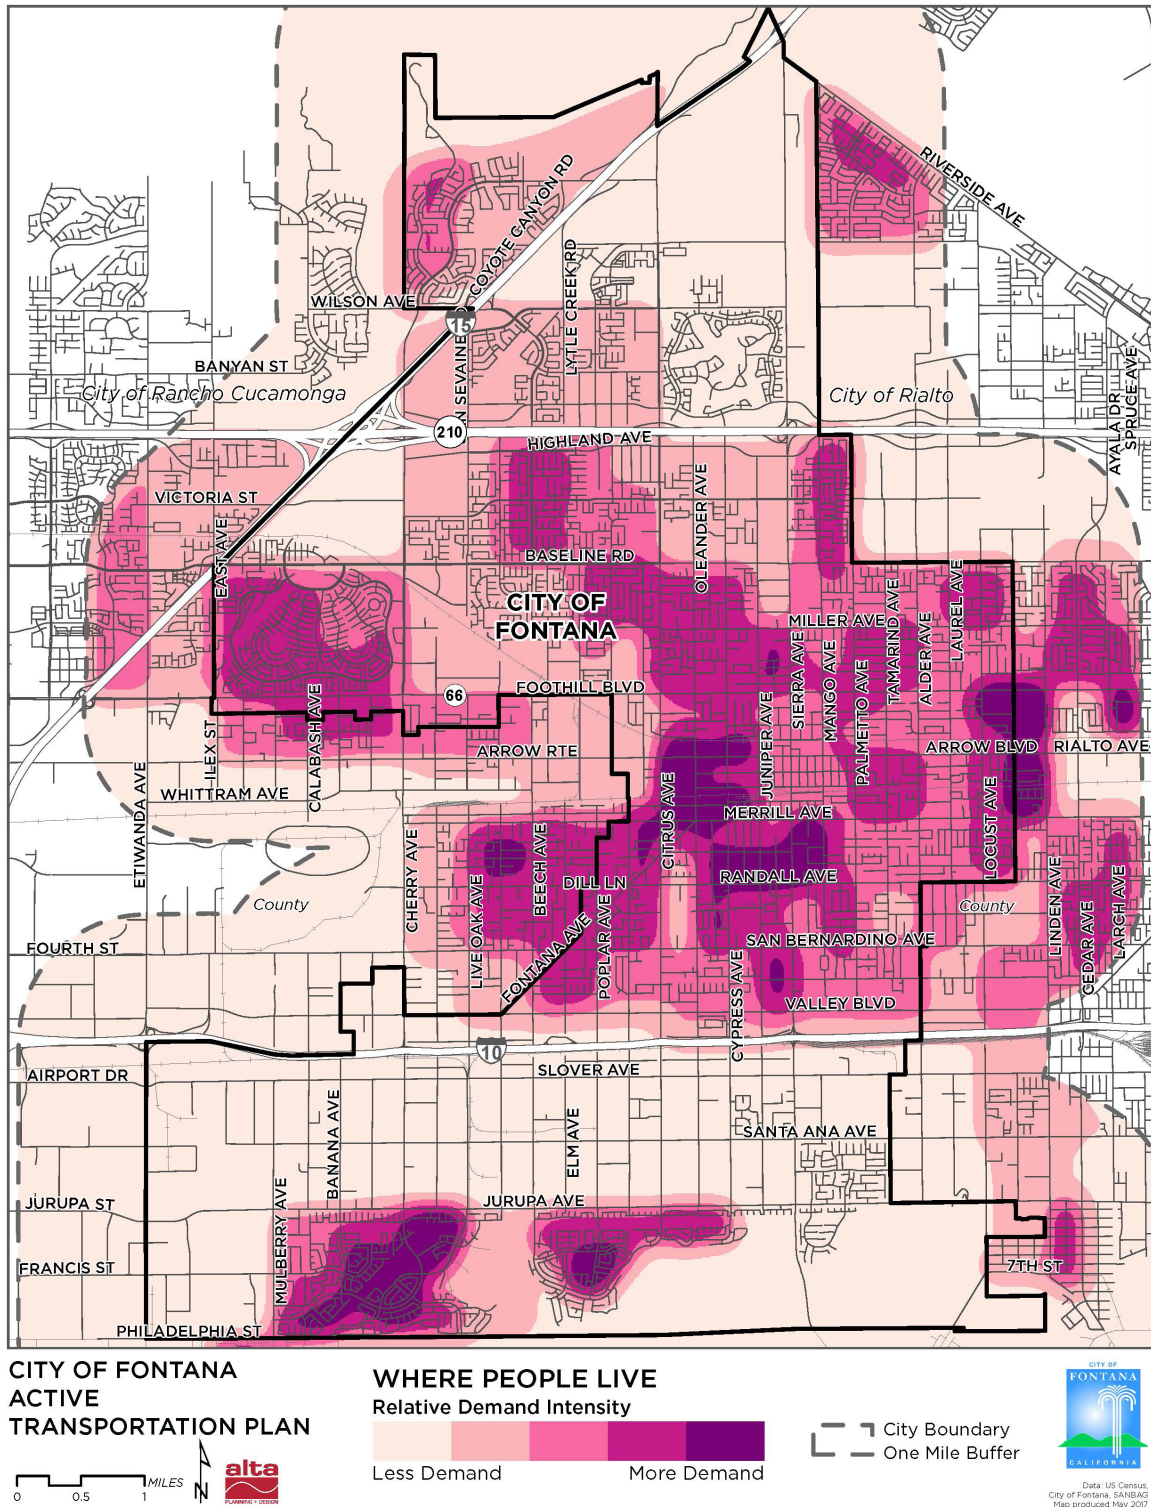 RIVERSIDE AVE
COYOTE CANYON RD
LYTLE CREEK RD
WILSON AVE
15
SEVAINE
BANYAN ST
City of Rancho Cucamonga
City of Rialto
AYALA DR
SPRUCE AVE
210
HIGHLAND AVE
VICTORIA ST
OLEANDER AVE
EAST AVE
BASELINE RD
CITY OF
FONTANA
MILLER AVE
TAMARIND AVE
LAUREL AVE
ALDER AVE
SIERRA AVE
MANGO AVE
PALMETTO AVE
JUNIPER AVE
66
FOOTHILL BLVD
CALABASH AVE
ILEX ST
ARROW RTE
ARROW BLVD
RIALTO AVE
ETIWANDA AVE
WHITTRAM AVE
CITRUS AVE
MERRILL AVE
LOCUST AVE
CHERRY AVE
BEECH AVE
LIVE OAK AVE
DILL LN
RANDALL AVE
County
County
LINDEN AVE
CEDAR AVE
LARCH AVE
FOURTH ST
FONTANA AVE
POPLAR AVE
SAN BERNARDINO AVE
CYPRESS AVE
VALLEY BLVD
10
AIRPORT DR
SLOVER AVE
BANANA AVE
ELM AVE
SANTA ANA AVE
JURUPA ST
MULBERRY AVE
JURUPA AVE
FRANCIS ST
7TH ST
PHILADELPHIA ST
CITY OF FONTANA
ACTIVE
TRANSPORTATION PLAN
0 0.5 1 MILES
N
alta
PLANNING + DESIGN
WHERE PEOPLE LIVE
Relative Demand Intensity
Less Demand More Demand
City Boundary
One Mile Buffer
CITY OF
FONTANA
CALIFORNIA
Data: US Census,
City of Fontana, SANBAG
Map produced May 2017